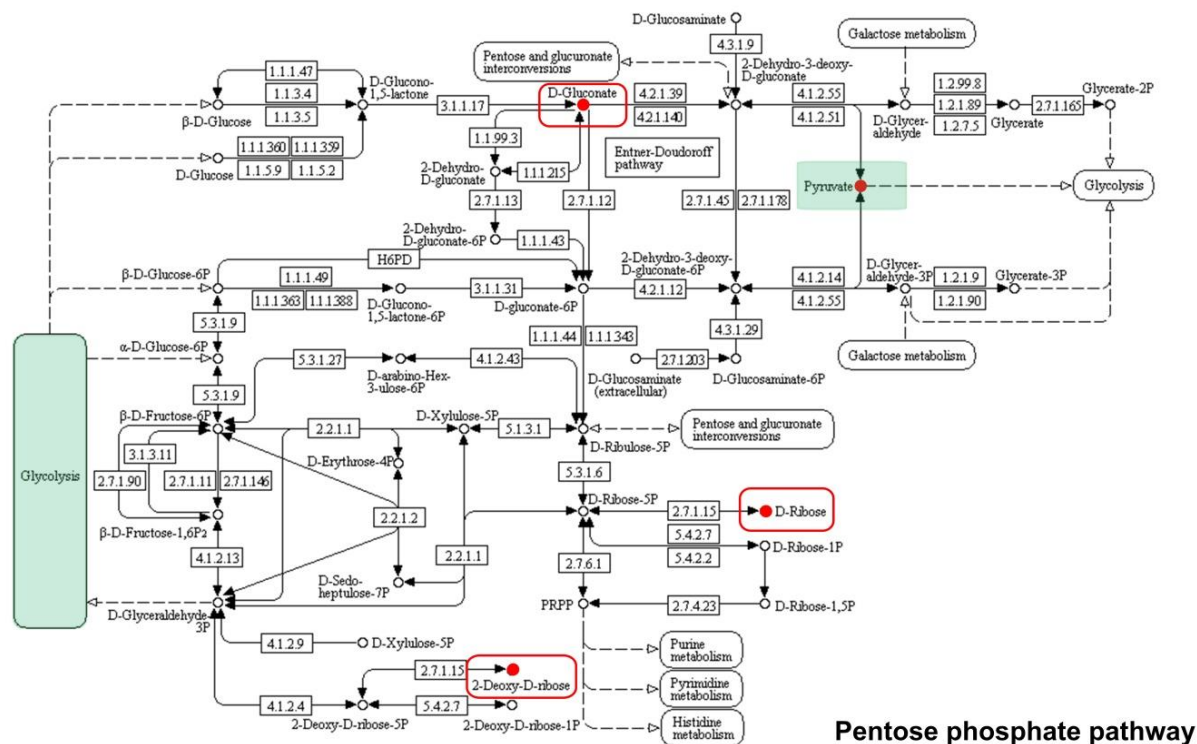 D-Glucosaminate
4.3.1.9
Pentose and glucuronate
interconversions
2-Dehydro-3-deoxy-
D-gluconate
Galactose metabolism
1.1.1.47
1.1.3.4
1.1.3.5
β-D-Glucose
D-Glucono-
1,5-lactone
3.1.1.17
D-Gluconate
4.2.1.39
4.2.1.140
4.1.2.55
4.1.2.51
D-Glycer-
aldehyde
1.2.99.8
1.2.1.89
1.2.7.5
Glycerate
2.7.1.165
Glycerate-2P
1.1.1.360
1.1.1.359
1.1.5.9
1.1.5.2
D-Glucose
1.1.99.3
2-Dehydro-
D-gluconate
1.1.1.215
Entner-Doudoroff
pathway
Pyruvate
Glycolysis
2.7.1.13
2.7.1.12
2.7.1.45
2.7.1.178
2-Dehydro-
D-gluconate-6P
1.1.1.43
H6PD
β-D-Glucose-6P
1.1.1.49
1.1.1.363
1.1.1.388
D-Glucono-
1,5-lactone-6P
3.1.1.31
D-gluconate-6P
4.2.1.12
2-Dehydro-3-deoxy-
D-gluconate-6P
4.1.2.14
4.1.2.55
D-Glycer-
aldehyde-3P
1.2.1.9
1.2.1.90
Glycerate-3P
5.3.1.9
1.1.1.44
1.1.1.343
4.3.1.29
Galactose metabolism
α-D-Glucose-6P
5.3.1.27
D-arabino-Hex-
3-ulose-6P
4.1.2.43
2.7.1.203
D-Glucosaminate
(extracellular)
D-Glucosaminate-6P
5.3.1.9
β-D-Fructose-6P
2.2.1.1
D-Xylulose-5P
5.1.3.1
D-Ribulose-5P
Pentose and glucuronate
interconversions
3.1.3.11
2.7.1.90
2.7.1.11
2.7.1.146
Glycolysis
D-Erythrose-4P
5.3.1.6
D-Ribose-5P
2.7.1.15
D-Ribose
β-D-Fructose-1,6P2
2.2.1.2
5.4.2.7
5.4.2.2
D-Ribose-1P
4.1.2.13
2.2.1.1
2.7.6.1
D-Sedo-
heptulose-7P
D-Glyceraldehyde-
3P
PRPP
2.7.4.23
D-Ribose-1,5P
4.1.2.9
D-Xylulose-5P
Purine
metabolism
2.7.1.15
2-Deoxy-D-ribose
Pyrimidine
metabolism
4.1.2.4
2-Deoxy-D-ribose-5P
5.4.2.7
2-Deoxy-D-ribose-1P
Histidine
metabolism
Pentose phosphate pathway